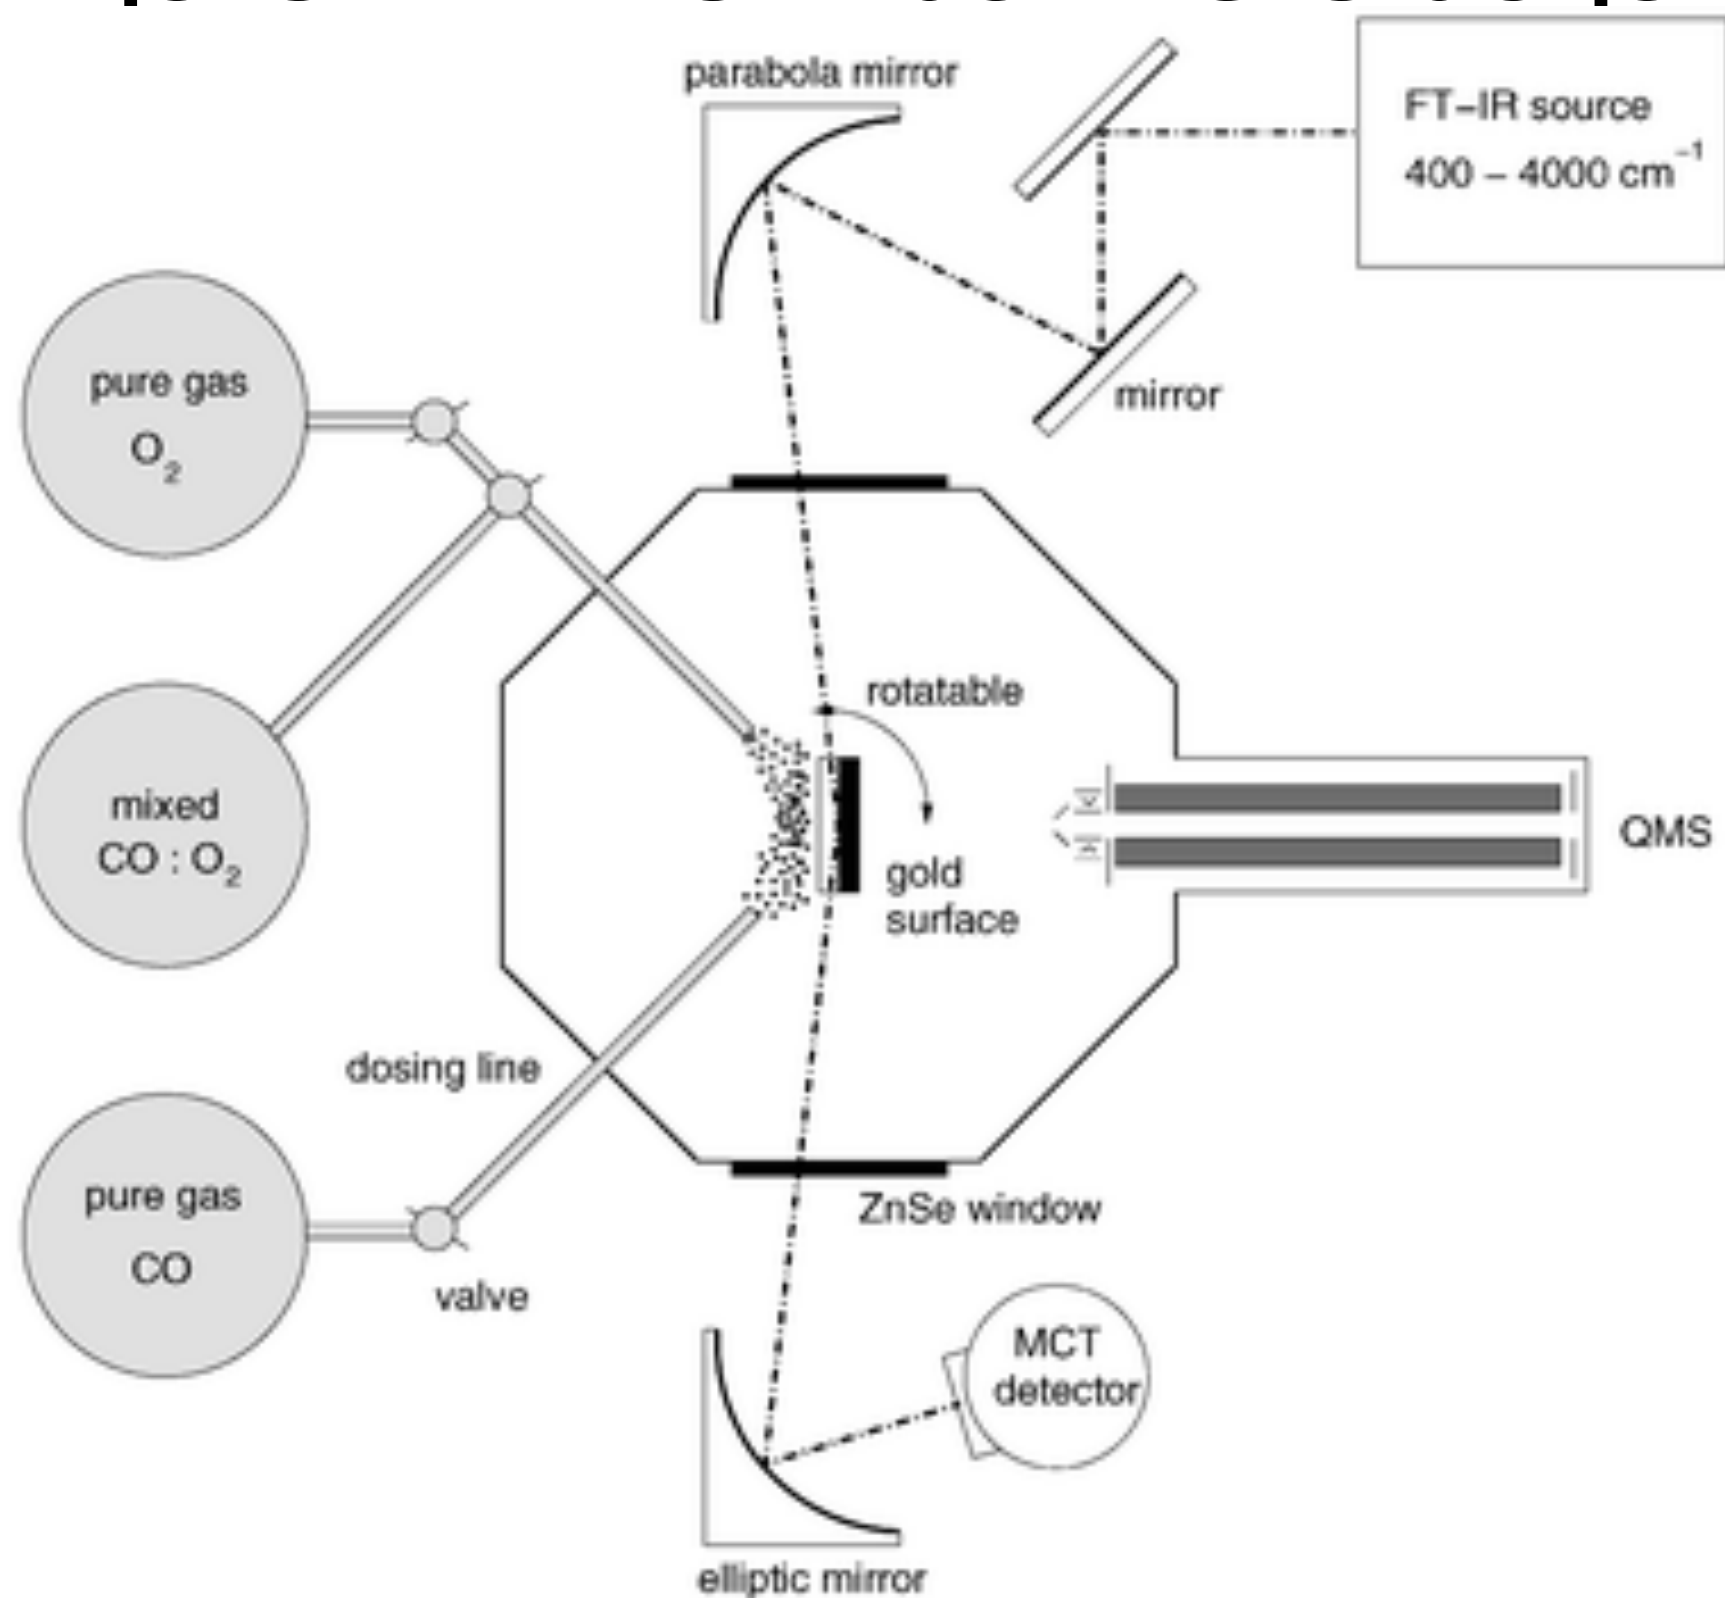 parabola mirror
FT–IR source
400 – 4000 cm⁻¹
mirror
pure gas
O₂
mixed
CO : O₂
pure gas
CO
rotatable
gold
surface
QMS
dosing line
valve
ZnSe window
MCT
detector
elliptic mirror